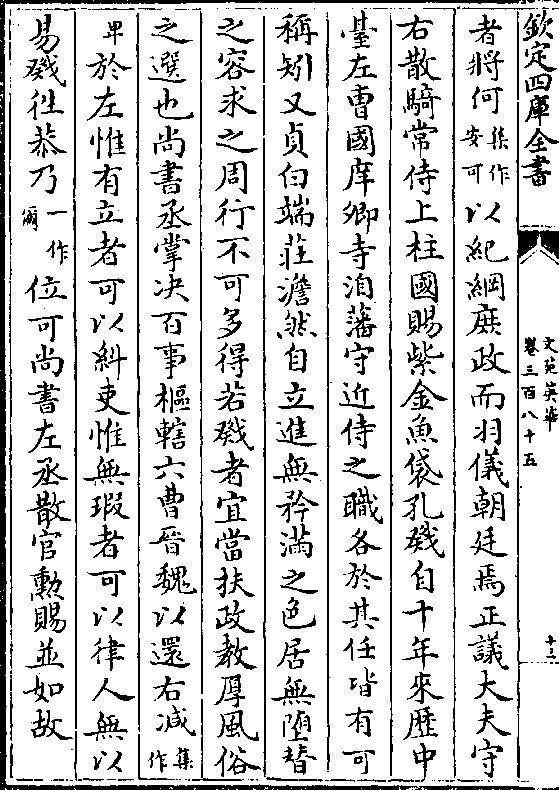 欽定四庫全書
文苑英華
卷三百八十五
十三
者將何集作安可以紀綱庶政而羽儀朝廷焉正議大夫守
右散騎常侍上柱國賜紫金魚袋孔戣自十年來歷中
臺左曹國庠卿寺洎藩守近侍之職各於其任皆有可
稱矧又貞白端莊澹然自立進無矜滿之色居無墮替
之容求之周行不可多得若戣者宜當扶政教厚風俗
之選也尚書丞掌决百事樞轄六曹晉魏以還右减集作
卑於左惟有立者可以糾吏惟無瑕者可以律人無以
易戣徃恭乃一作爾位可尚書左丞散官勳賜並如故